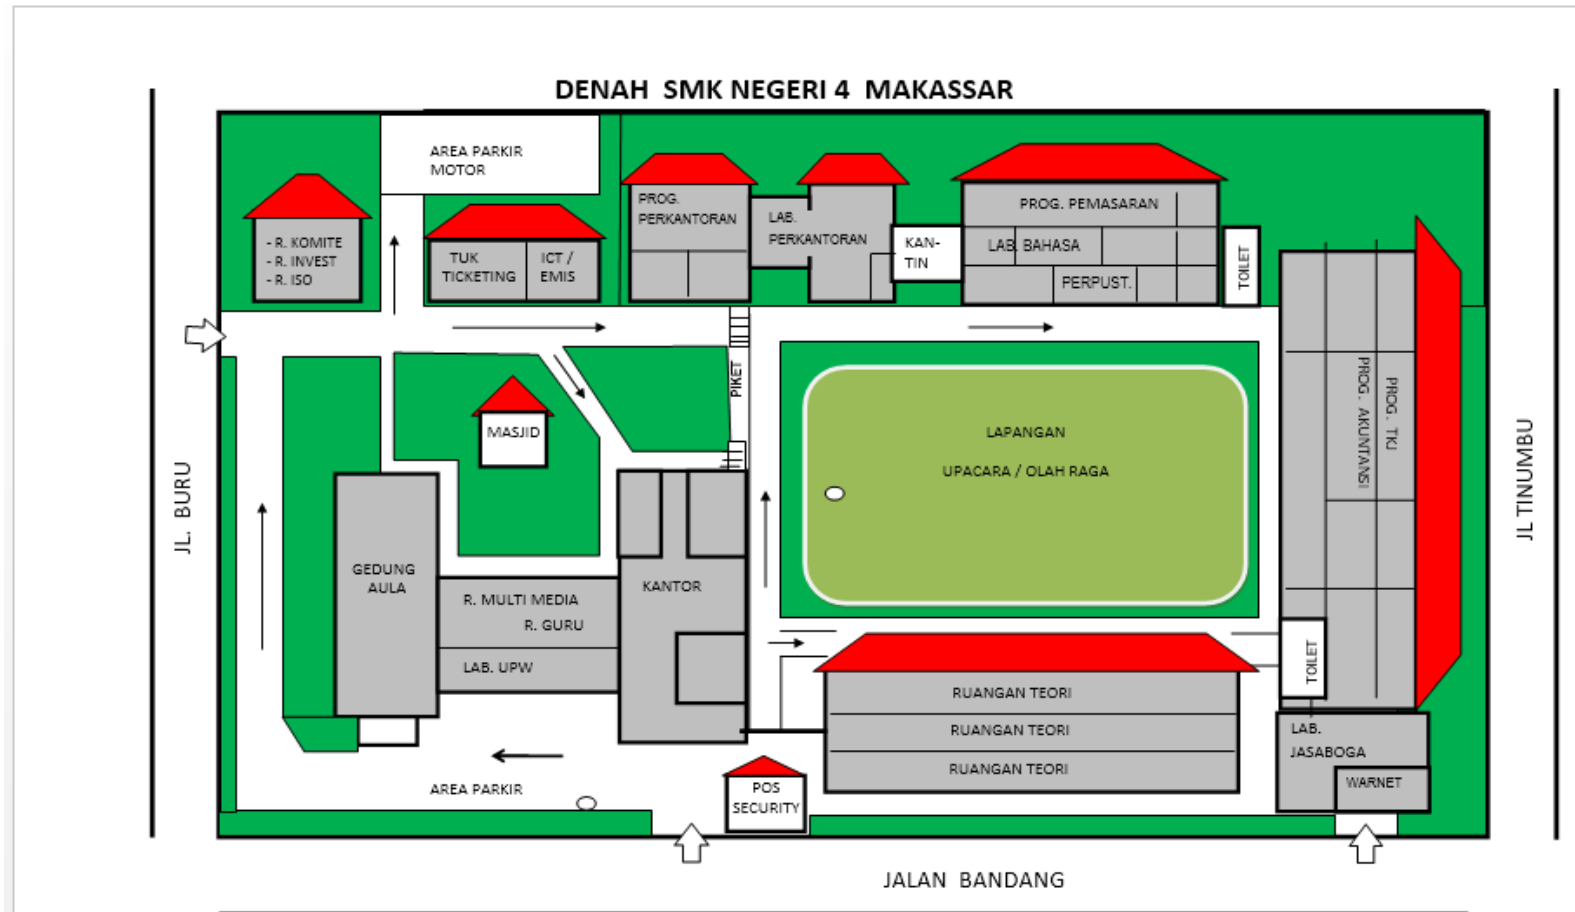 DENAH SMK NEGERI 4 MAKASSAR
AREA PARKIR
MOTOR
- R. KOMITE
- R. INVEST
- R. ISO
TUK
TICKETING
ICT /
EMIS
PROG.
PERKANTORAN
LAB.
PERKANTORAN
KAN-
TIN
PROG. PEMASARAN
LAB. BAHASA
PERPUST.
TOILET
PIKET
MASJID
LAPANGAN
UPACARA / OLAH RAGA
PROG. TKJ
PROG. AKUNTANSI
JL. BURU
JL TINUMBU
GEDUNG
AULA
R. MULTI MEDIA
R. GURU
LAB. UPW
KANTOR
RUANGAN TEORI
RUANGAN TEORI
RUANGAN TEORI
TOILET
LAB.
JASABOGA
WARNET
AREA PARKIR
POS
SECURITY
JALAN BANDANG